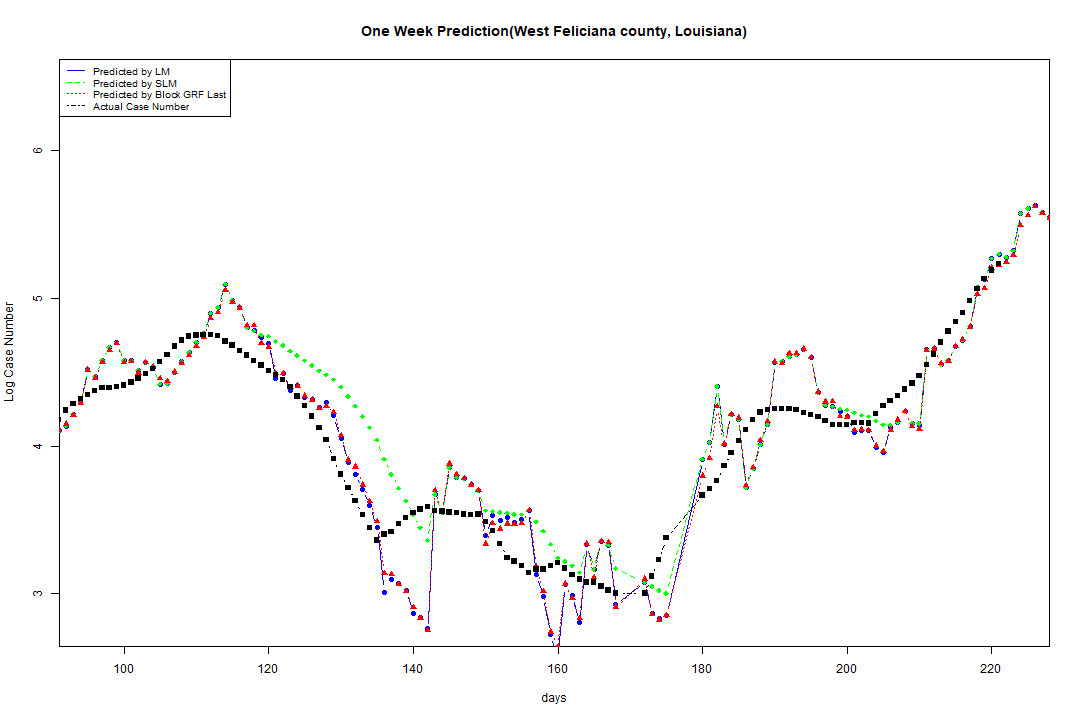 One Week Prediction(West Feliciana county, Louisiana)
Predicted by LM
Predicted by SLM
Predicted by Block GRF Last
Actual Case Number
6
5
4
3
Log Case Number
100 120 140 160 180 200 220
days